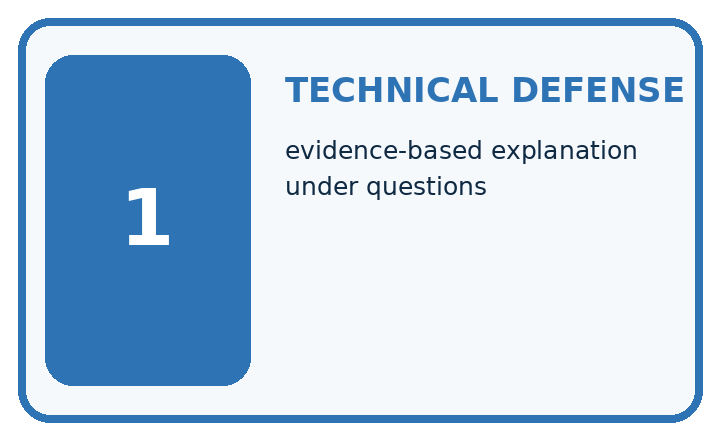 1
TECHNICAL DEFENSE
evidence-based explanation
under questions